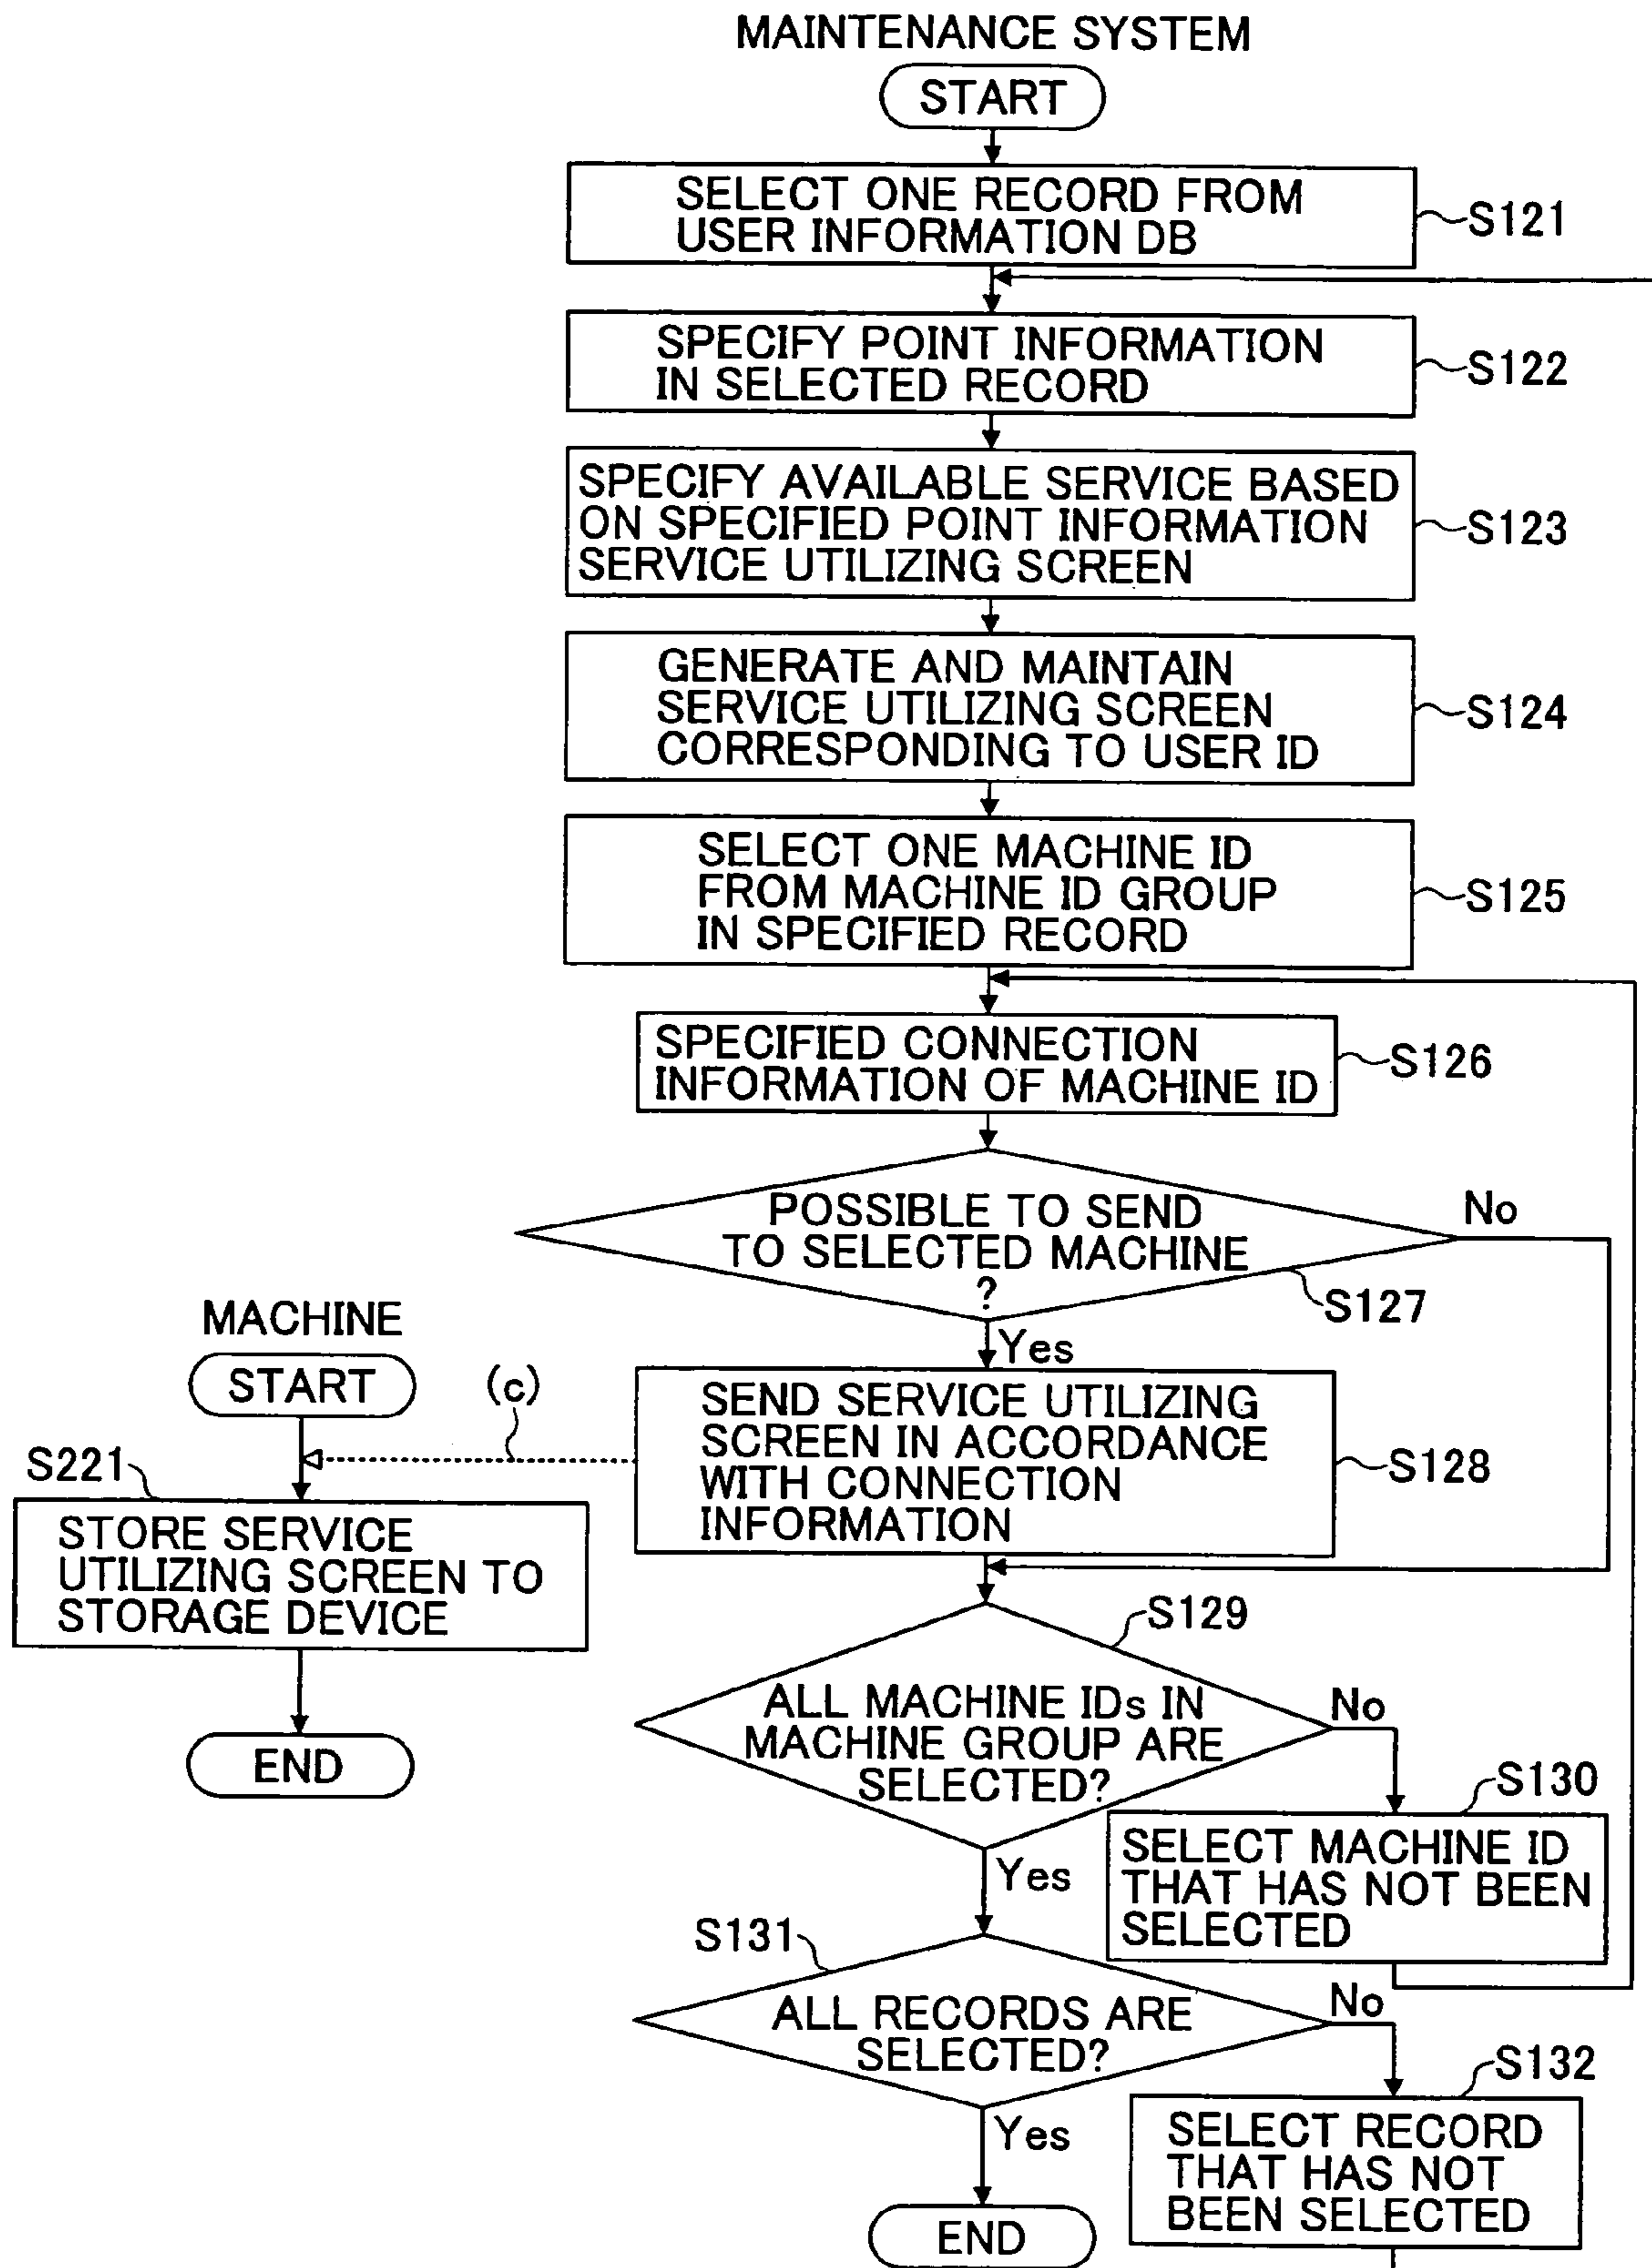 MAINTENANCE SYSTEM
START
SELECT ONE RECORD FROM
USER INFORMATION DB
S121
SPECIFY POINT INFORMATION
IN SELECTED RECORD
S122
SPECIFY AVAILABLE SERVICE BASED
ON SPECIFIED POINT INFORMATION
SERVICE UTILIZING SCREEN
S123
GENERATE AND MAINTAIN
SERVICE UTILIZING SCREEN
CORRESPONDING TO USER ID
S124
SELECT ONE MACHINE ID
FROM MACHINE ID GROUP
IN SPECIFIED RECORD
S125
SPECIFIED CONNECTION
INFORMATION OF MACHINE ID
S126
POSSIBLE TO SEND
TO SELECTED MACHINE
?
No
S127
Yes
MACHINE
START
(c)
SEND SERVICE UTILIZING
SCREEN IN ACCORDANCE
WITH CONNECTION
INFORMATION
S128
S221
STORE SERVICE
UTILIZING SCREEN TO
STORAGE DEVICE
END
S129
ALL MACHINE IDs IN
MACHINE GROUP ARE
SELECTED?
No
Yes
S130
SELECT MACHINE ID
THAT HAS NOT BEEN
SELECTED
S131
ALL RECORDS ARE
SELECTED?
No
Yes
S132
SELECT RECORD
THAT HAS NOT
BEEN SELECTED
END